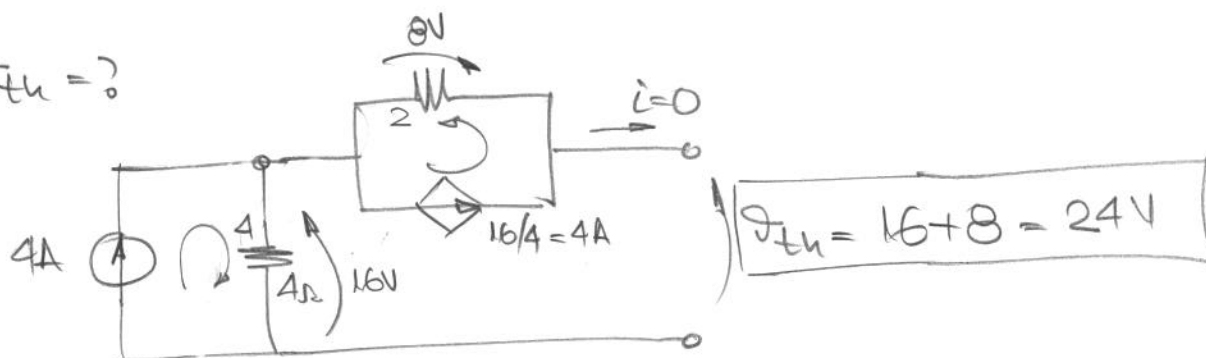 8V
th = ?
2
i=0
16/4 = 4A
4A
4
4Ω
16V
𝒱th = 16+8 = 24V